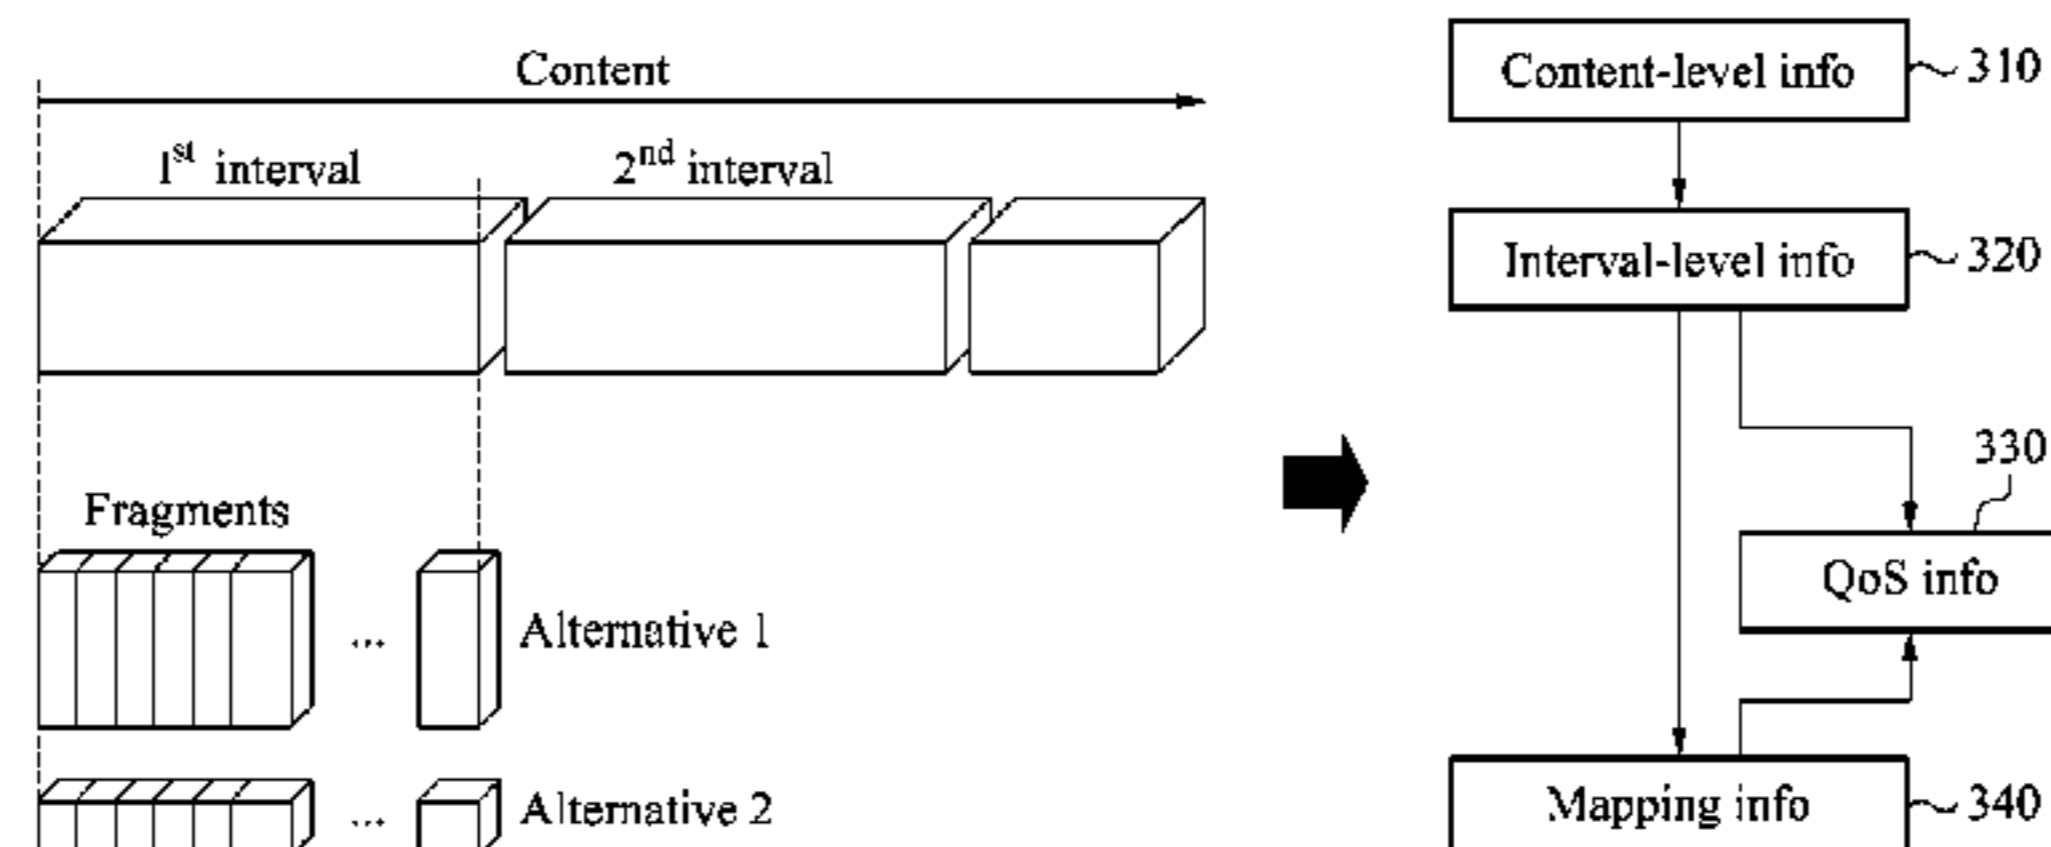 Content
1st interval
2nd interval
Fragments
...
Alternative 1
...
Alternative 2
Content-level info
310
Interval-level info
320
330
QoS info
Mapping info
340